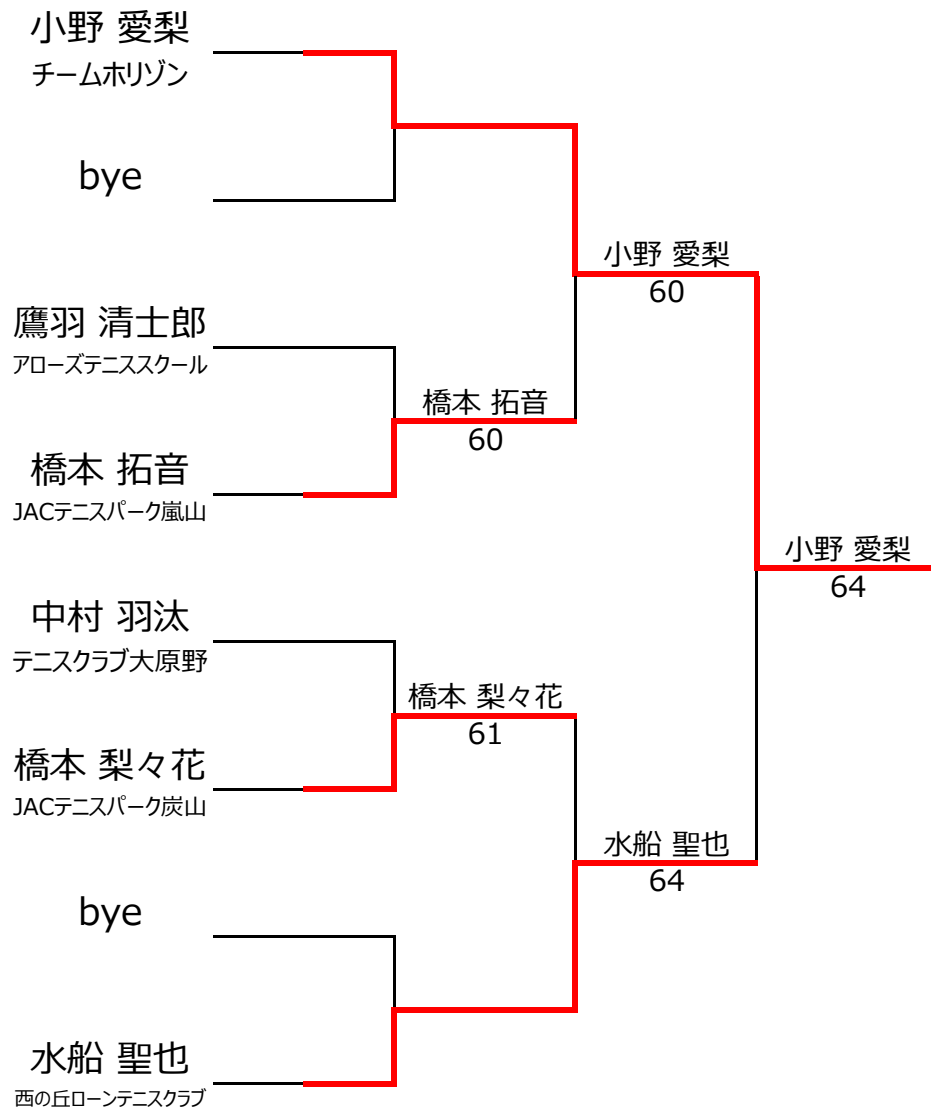 小野 愛梨
チームホリゾン
bye
鷹羽 清士郎
アローズテニススクール
橋本 拓音
JACテニスパーク嵐山
中村 羽汰
テニスクラブ大原野
橋本 梨々花
JACテニスパーク炭山
bye
水船 聖也
西の丘ローンテニスクラブ
橋本 拓音
60
橋本 梨々花
61
小野 愛梨
60
水船 聖也
64
小野 愛梨
64